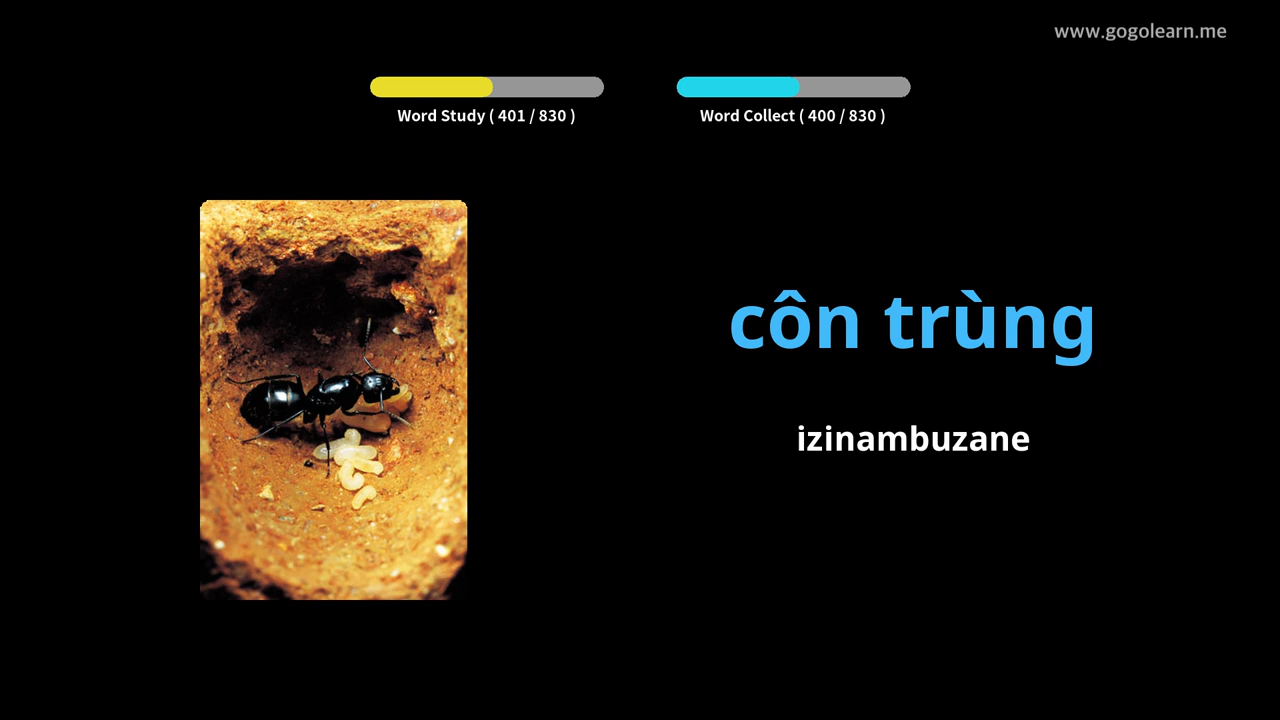 www.gogolearn.me
Word Study ( 401 / 830 )
Word Collect ( 400 / 830 )
côn trùng
izinambuzane